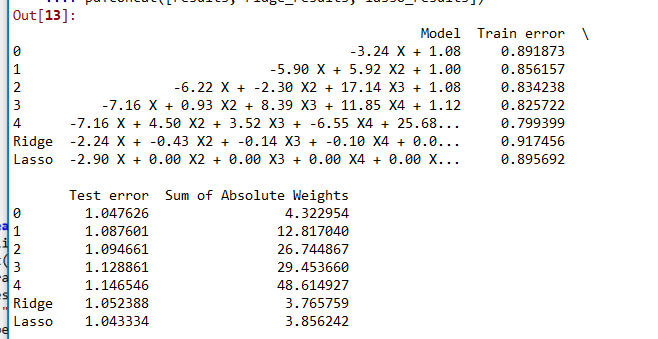 Out[13]:
Model Train error \
0 -3.24 X + 1.08 0.891873
1 -5.90 X + 5.92 X2 + 1.00 0.856157
2 -6.22 X + -2.30 X2 + 17.14 X3 + 1.08 0.834238
3 -7.16 X + 0.93 X2 + 8.39 X3 + 11.85 X4 + 1.12 0.825722
4 -7.16 X + 4.50 X2 + 3.52 X3 + -6.55 X4 + 25.68... 0.799399
Ridge -2.24 X + -0.43 X2 + -0.14 X3 + -0.10 X4 + 0.0... 0.917456
Lasso -2.90 X + 0.00 X2 + 0.00 X3 + 0.00 X4 + 0.00 X... 0.895692
Test error Sum of Absolute Weights
0 1.047626 4.322954
1 1.087601 12.817040
2 1.094661 26.744867
3 1.128861 29.453660
4 1.146546 48.614927
Ridge 1.052388 3.765759
Lasso 1.043334 3.856242